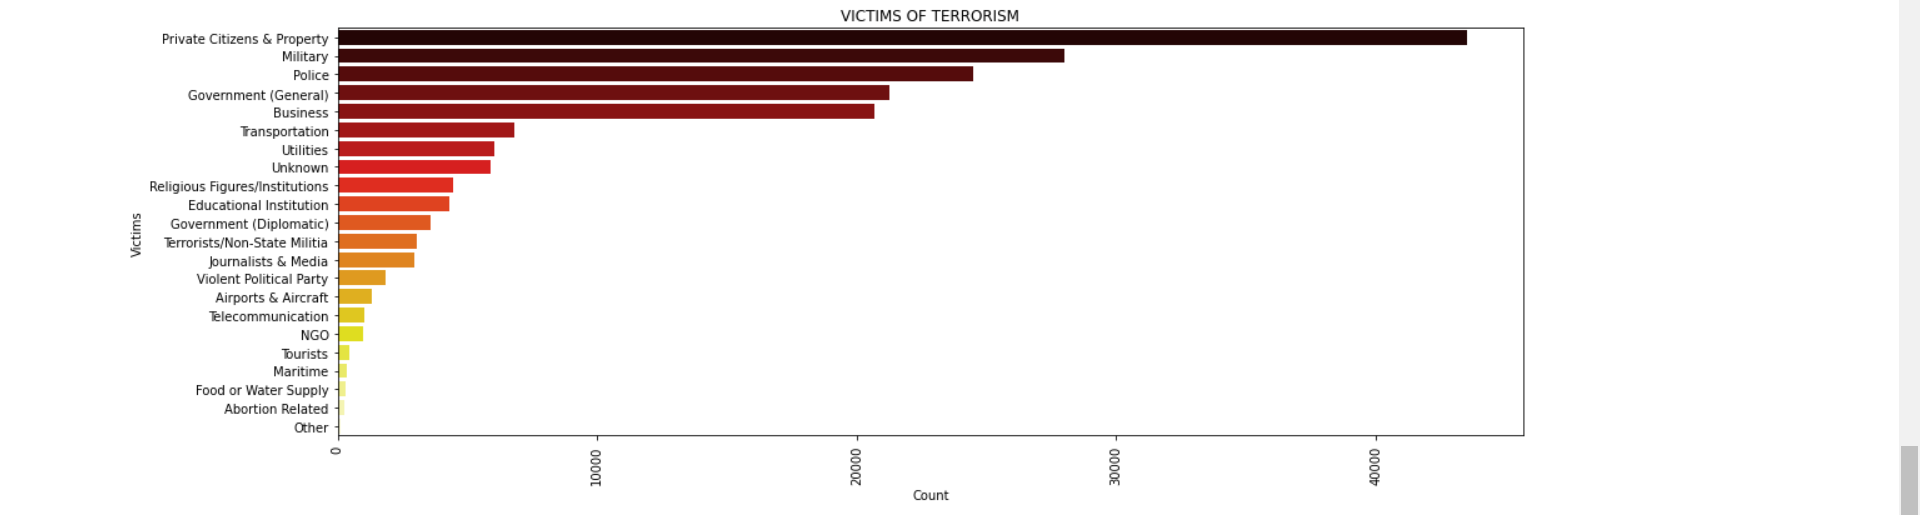 VICTIMS OF TERRORISM
Private Citizens & Property
Military
Police
Government (General)
Business
Transportation
Utilities
Unknown
Religious Figures/Institutions
Educational Institution
Government (Diplomatic)
Terrorists/Non-State Militia
Journalists & Media
Violent Political Party
Airports & Aircraft
Telecommunication
NGO
Tourists
Maritime
Food or Water Supply
Abortion Related
Other
Victims
0
10000
20000
30000
40000
Count